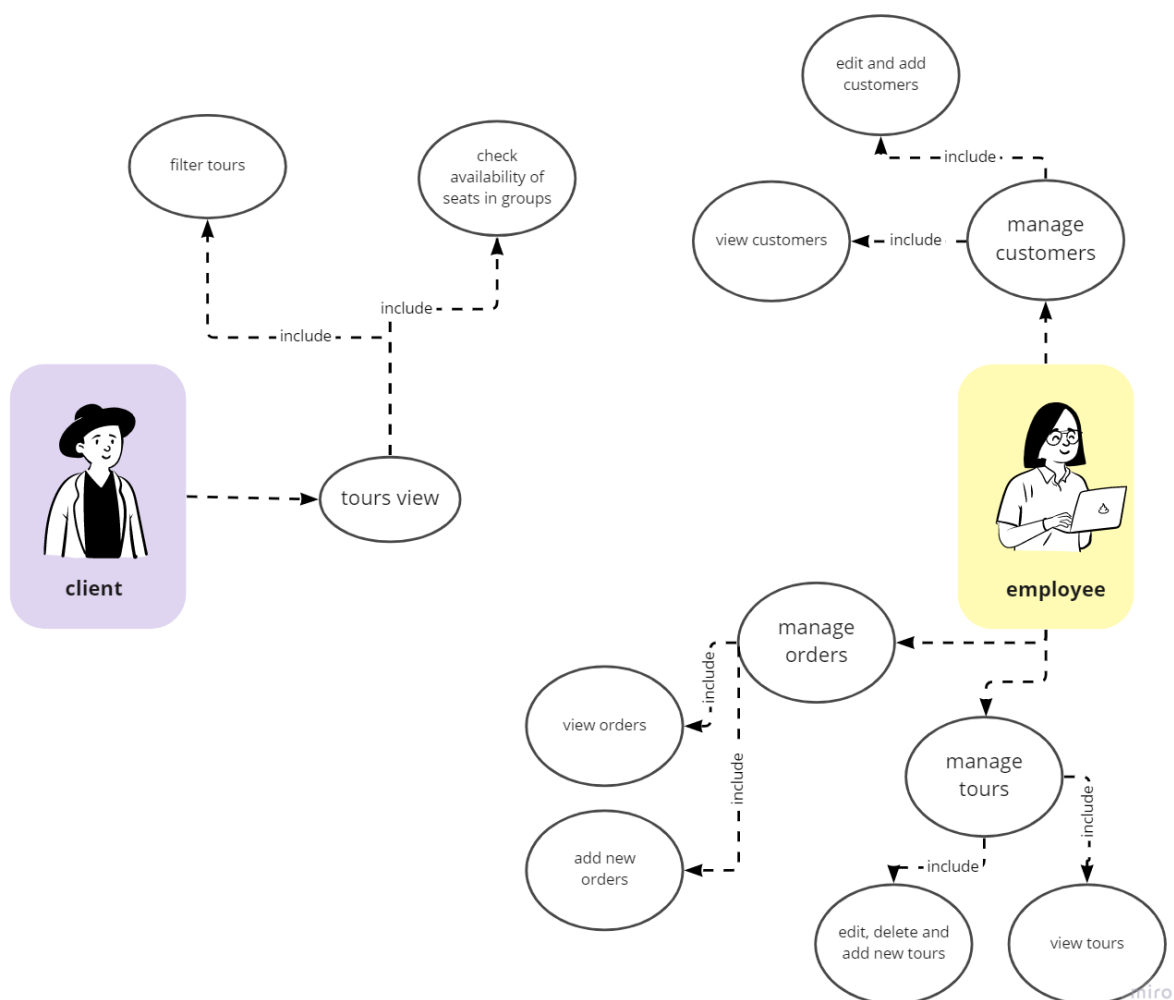 edit and add
customers
include
filter tours
check
availability of
seats in groups
view customers
include
manage
customers
include
include
tours view
client
employee
manage
orders
include
view orders
include
manage
tours
include
add new
orders
include
edit, delete and
add new tours
view tours
miro